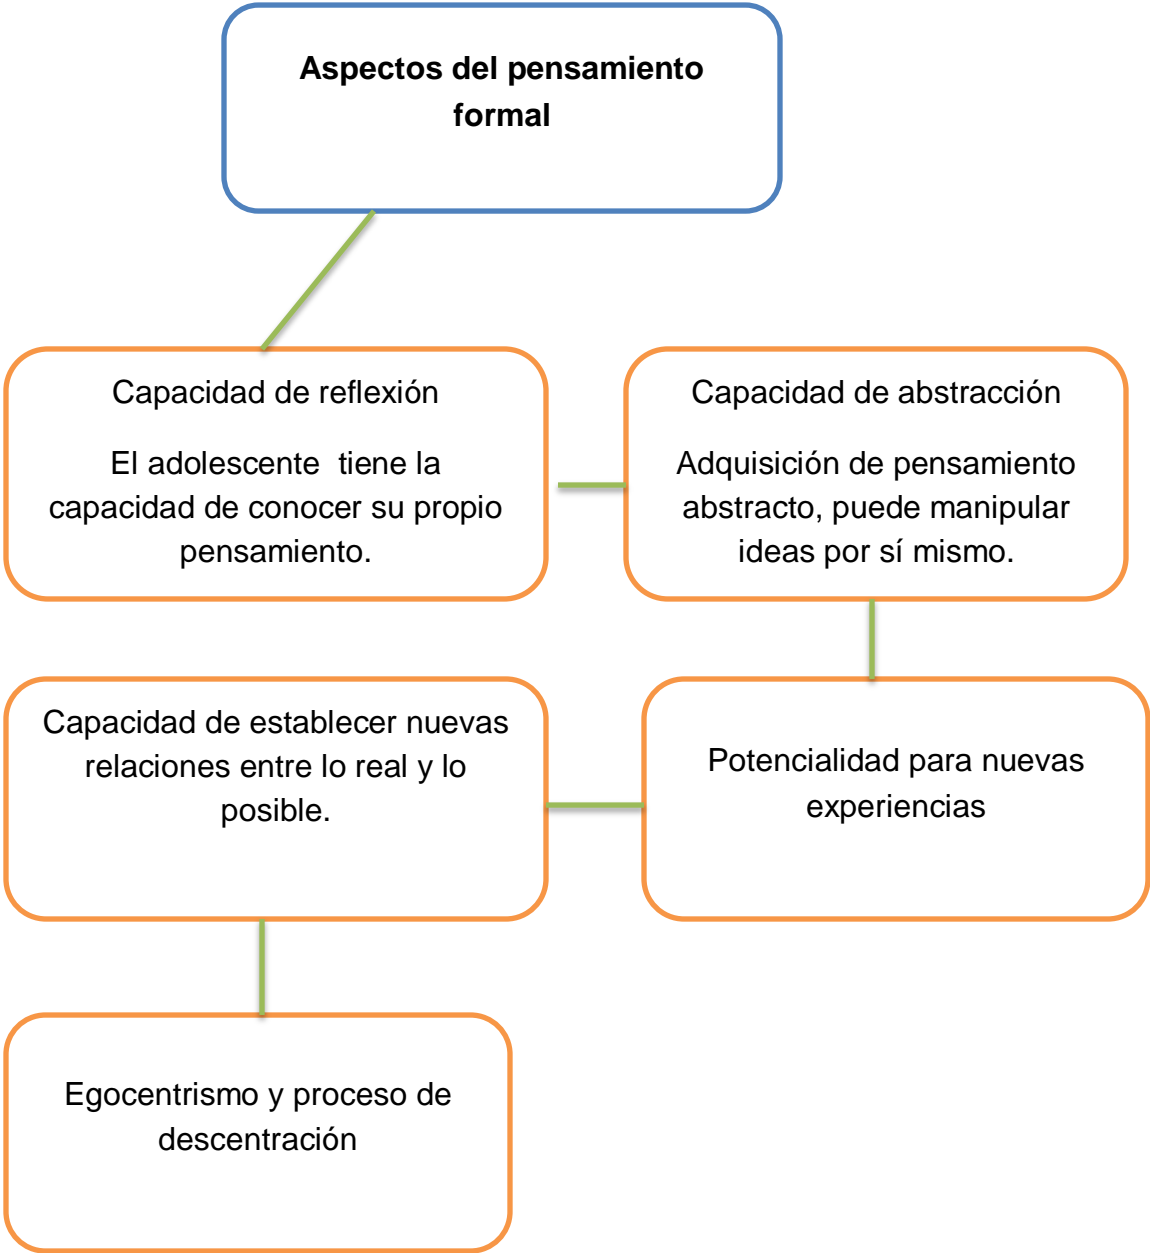 Aspectos del pensamiento
formal
Capacidad de reflexión
El adolescente  tiene la
capacidad de conocer su propio
pensamiento.
Capacidad de abstracción
Adquisición de pensamiento
abstracto, puede manipular
ideas por sí mismo.
Capacidad de establecer nuevas
relaciones entre lo real y lo
posible.
Potencialidad para nuevas
experiencias
Egocentrismo y proceso de
descentración